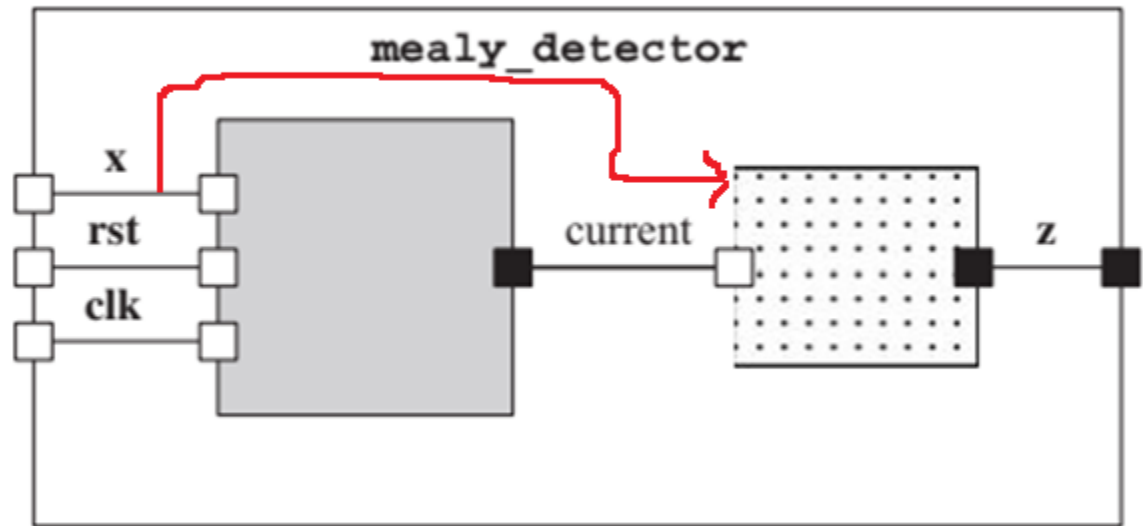 mealy_detector
x
rst
current
z
clk